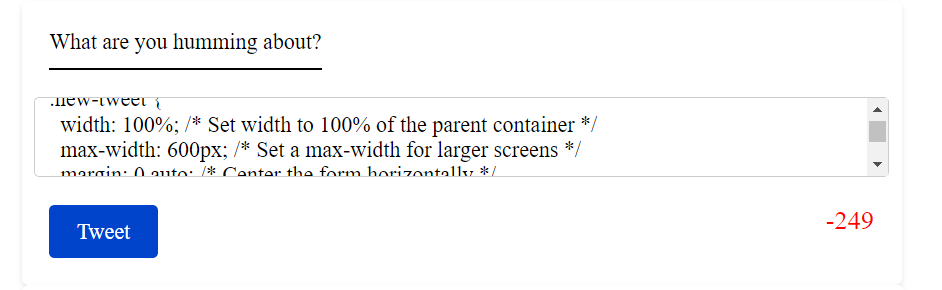 What are you humming about?
.new-tweet {
width: 100%; /* Set width to 100% of the parent container */
max-width: 600px; /* Set a max-width for larger screens */
margin: 0 auto; /* Center the form horizontally */
Tweet
-249